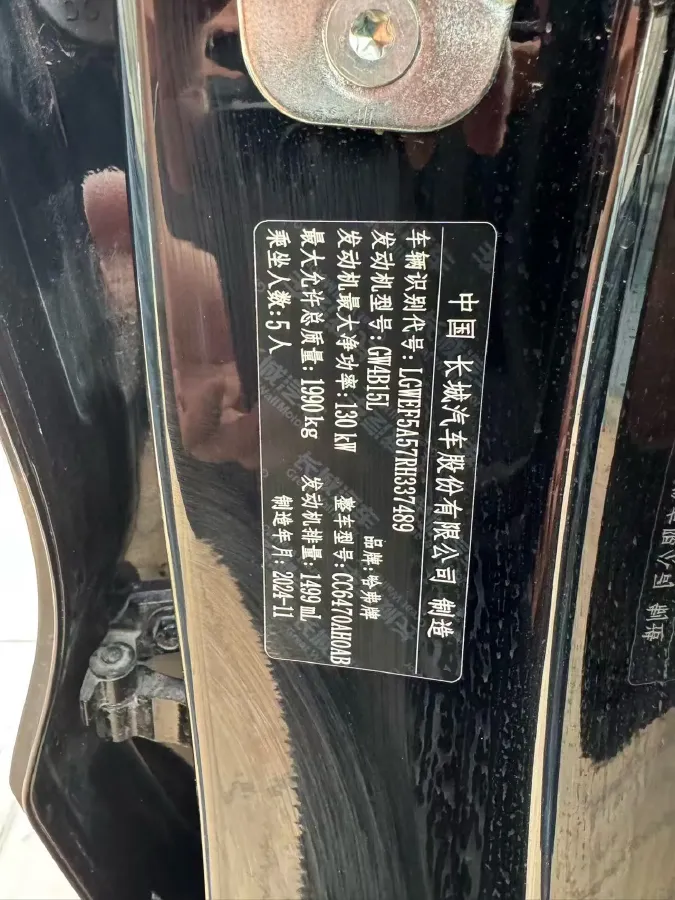 中国 长城汽车股份有限公司 制造
车辆识别代号：LGWEF5A57RH337489
发动机型号：GW4B15L 品牌：哈弗牌
发动机最大净功率：130 kW 整车型号：CC6470AH0AB
最大允许总质量：1990 kg 发动机排量：1499 mL
乘坐人数：5人 制造年月：2024-11